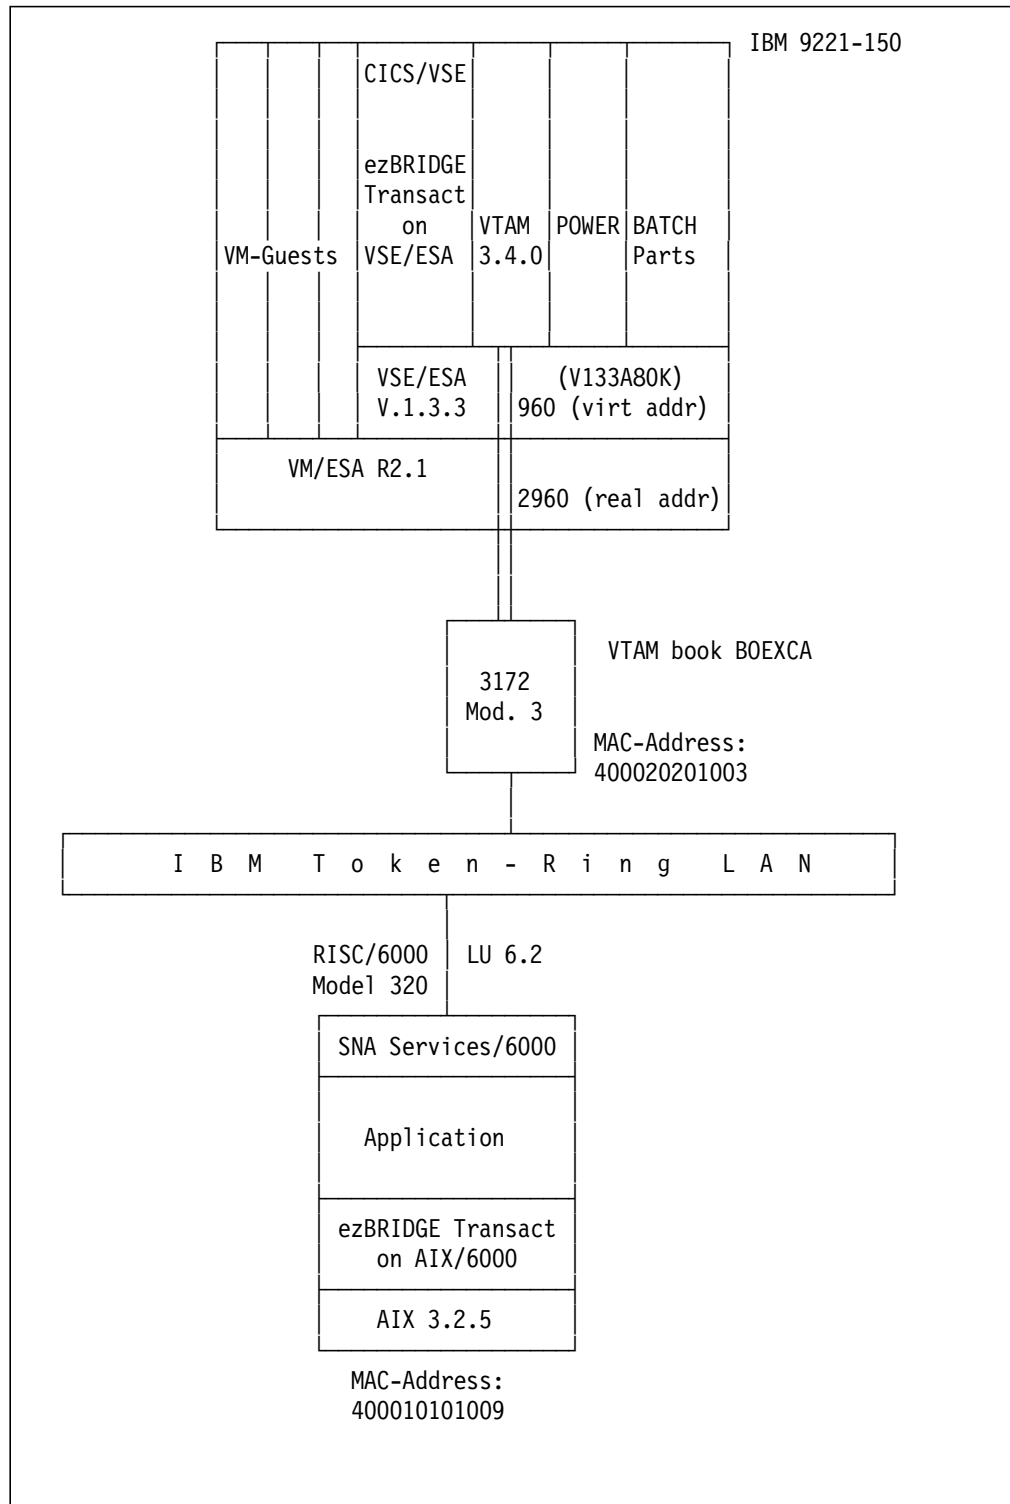 IBM 9221-150
CICS/VSE
ezBRIDGE
Transact
on VTAM POWER BATCH
VM-Guests VSE/ESA 3.4.0 Parts
VSE/ESA (V133A80K)
V.1.3.3 960 (virt addr)
VM/ESA R2.1
2960 (real addr)
VTAM book BOEXCA
3172
Mod. 3
MAC-Address:
400020201003
I B M T o k e n - R i n g L A N
RISC/6000 LU 6.2
Model 320
SNA Services/6000
Application
ezBRIDGE Transact
on AIX/6000
AIX 3.2.5
MAC-Address:
400010101009